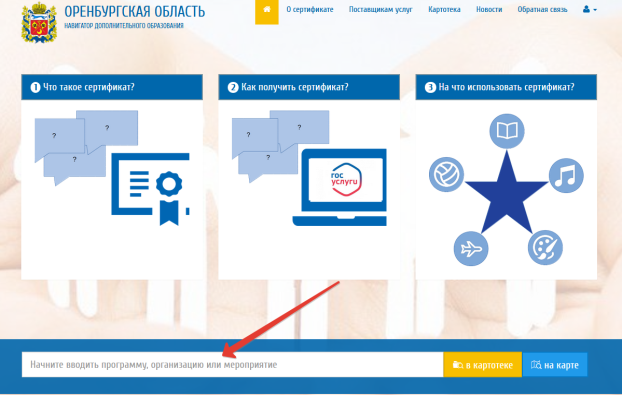 ОРЕНБУРГСКАЯ ОБЛАСТЬ
НАВИГАТОР ДОПОЛНИТЕЛЬНОГО ОБРАЗОВАНИЯ
О сертификате Поставщикам услуг Картотека Новости Обратная связь
1 Что такое сертификат?
2 Как получить сертификат?
3 На что использовать сертификат?
? ?
?
? ?
?
гос
услуги
Начните вводить программу, организацию или мероприятие
в картотеке
на карте